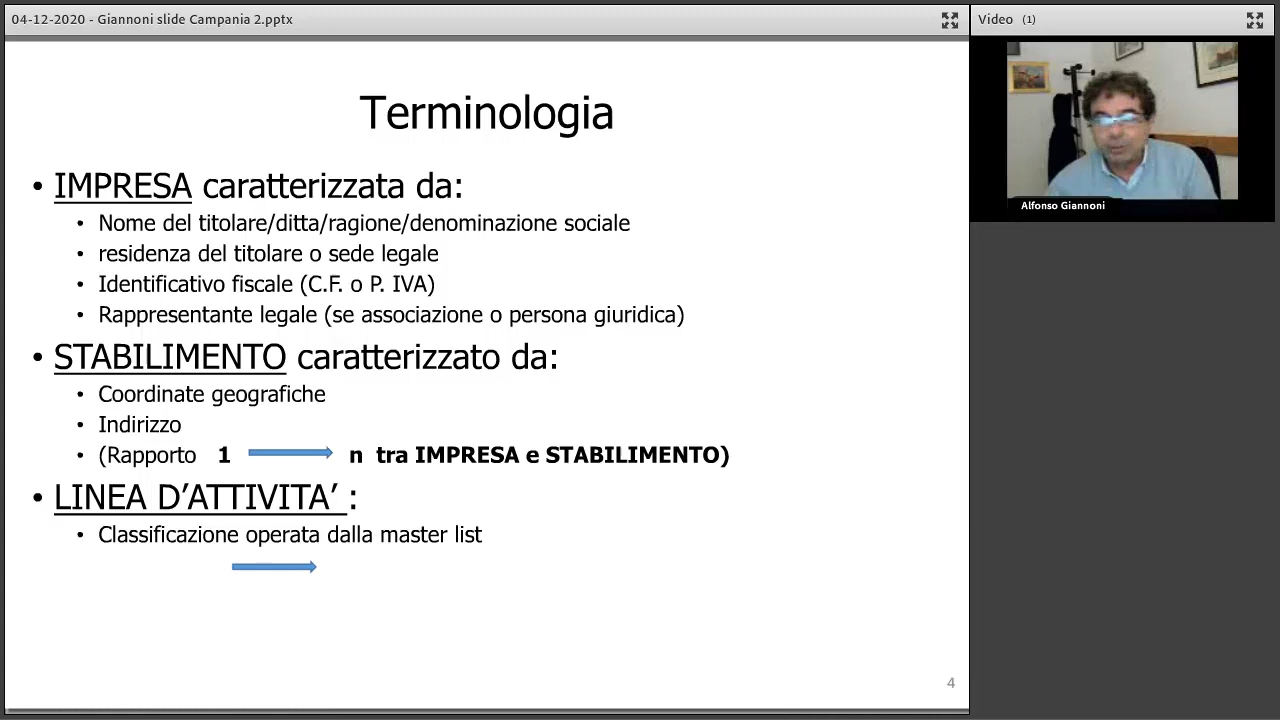 04-12-2020 - Giannoni slide Campania 2.pptx
Video (1)
Alfonso Giannoni
Terminologia
• IMPRESA caratterizzata da:
• Nome del titolare/ditta/ragione/denominazione sociale
• residenza del titolare o sede legale
• Identificativo fiscale (C.F. o P. IVA)
• Rappresentante legale (se associazione o persona giuridica)
• STABILIMENTO caratterizzato da:
• Coordinate geografiche
• Indirizzo
• (Rapporto 1 n tra IMPRESA e STABILIMENTO)
• LINEA D’ATTIVITA’ :
• Classificazione operata dalla master list
4